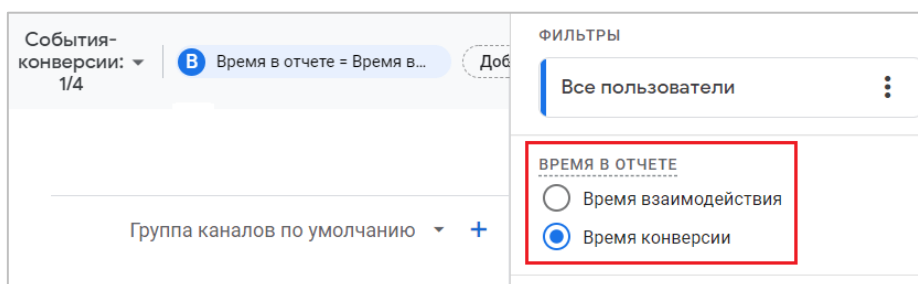 События-
конверсии:
1/4
B Время в отчете = Время в...
Доб
Группа каналов по умолчанию +
ФИЛЬТРЫ
Все пользователи
ВРЕМЯ В ОТЧЕТЕ
Время взаимодействия
Время конверсии